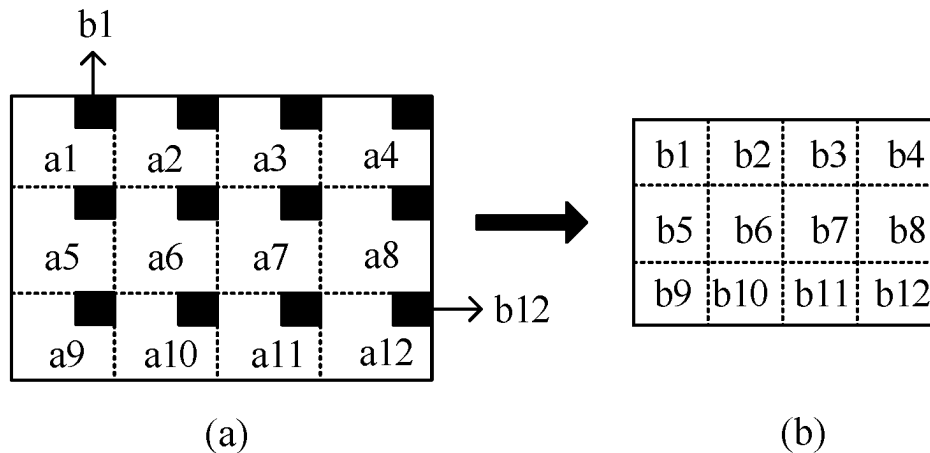 b1
a1 a2 a3 a4
a5 a6 a7 a8
a9 a10 a11 a12
b12
(a)
b1 b2 b3 b4
b5 b6 b7 b8
b9 b10 b11 b12
(b)